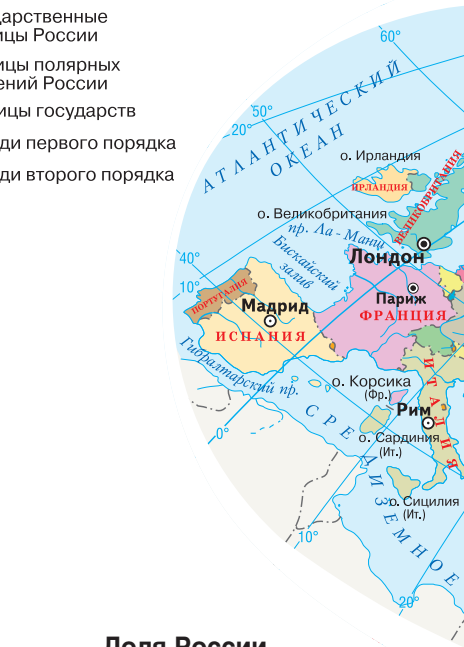 дарственные
ицы России
ицы полярных
ений России
ицы государств
ди первого порядка
ди второго порядка
60°
50°
20°
АТЛАНТИЧЕСКИЙ
ОКЕАН
о. Ирландия
ИРЛАНДИЯ
ВЕЛИКОБРИТАНИЯ
о. Великобритания
пр. Ла-Манш
Лондон
Бискайский
залив
40°
10°
ПОРТУГАЛИЯ
Мадрид
ИСПАНИЯ
Париж
ФРАНЦИЯ
Гибралтарский пр.
о. Корсика
(Фр.)
ИТАЛИЯ
Рим
0°
о. Сардиния
(Ит.)
о. Сицилия
(Ит.)
СРЕДИЗЕМНОЕ
10°
20°
Доля России